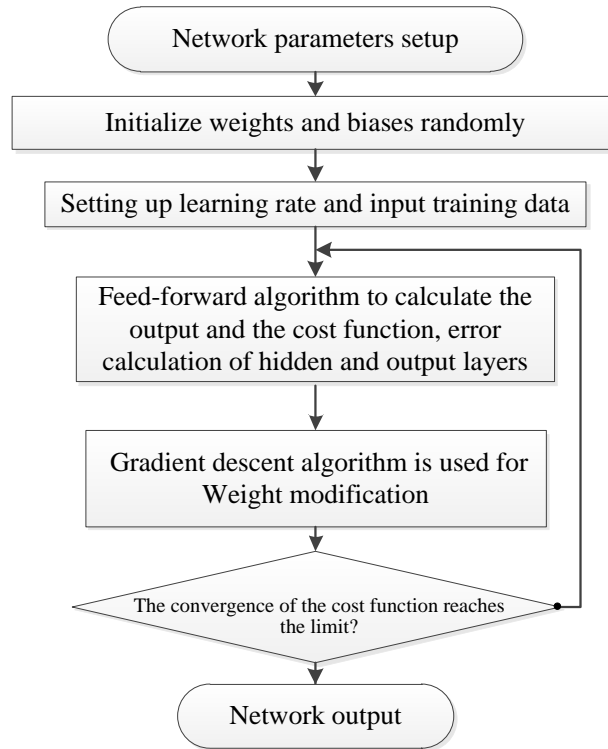 Network parameters setup
Initialize weights and biases randomly
Setting up learning rate and input training data
Feed-forward algorithm to calculate the
output and the cost function, error
calculation of hidden and output layers
Gradient descent algorithm is used for
Weight modification
The convergence of the cost function reaches
the limit?
Network output